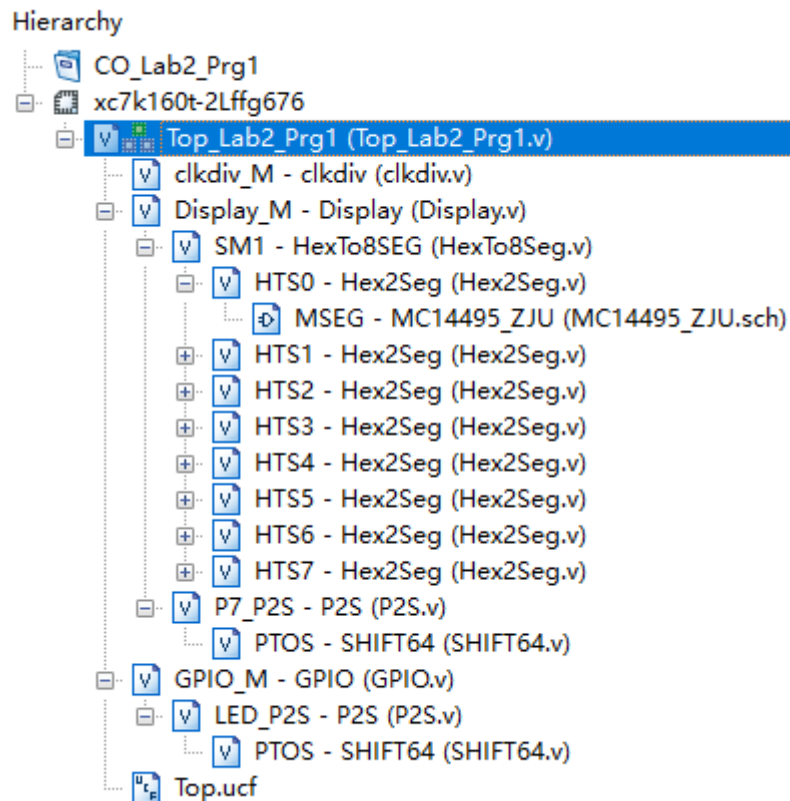 Hierarchy
CO_Lab2_Prg1
xc7k160t-2Lffg676
Top_Lab2_Prg1 (Top_Lab2_Prg1.v)
clkdiv_M - clkdiv (clkdiv.v)
Display_M - Display (Display.v)
SM1 - HexTo8SEG (HexTo8Seg.v)
HTS0 - Hex2Seg (Hex2Seg.v)
MSEG - MC14495_ZJU (MC14495_ZJU.sch)
HTS1 - Hex2Seg (Hex2Seg.v)
HTS2 - Hex2Seg (Hex2Seg.v)
HTS3 - Hex2Seg (Hex2Seg.v)
HTS4 - Hex2Seg (Hex2Seg.v)
HTS5 - Hex2Seg (Hex2Seg.v)
HTS6 - Hex2Seg (Hex2Seg.v)
HTS7 - Hex2Seg (Hex2Seg.v)
P7_P2S - P2S (P2S.v)
PTOS - SHIFT64 (SHIFT64.v)
GPIO_M - GPIO (GPIO.v)
LED_P2S - P2S (P2S.v)
PTOS - SHIFT64 (SHIFT64.v)
Top.ucf